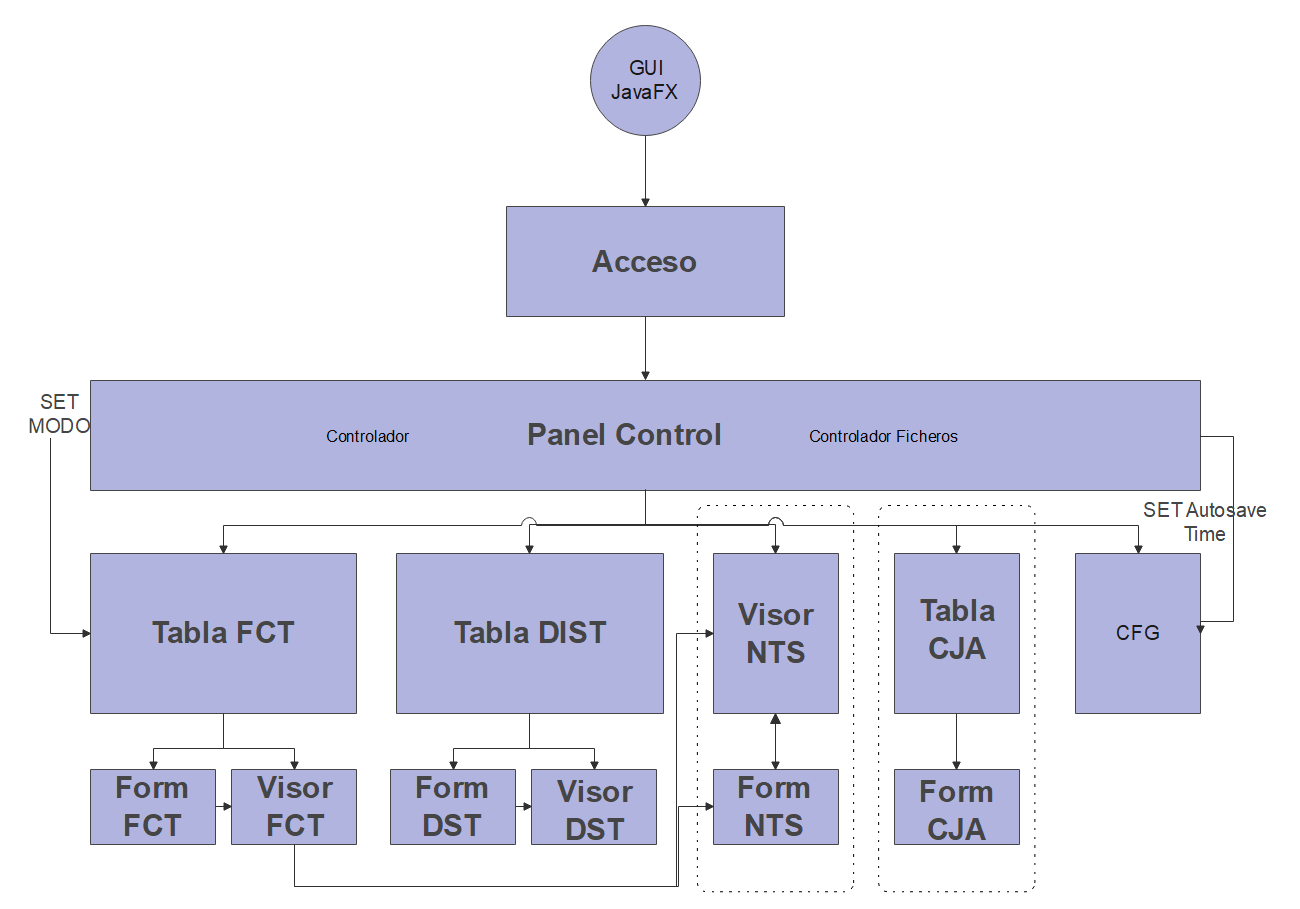 GUI
JavaFX
Acceso
SET
MODO
Controlador
Panel Control
Controlador Ficheros
SET Autosave
Time
Tabla FCT
Tabla DIST
Visor
NTS
Tabla
CJA
CFG
Form
FCT
Visor
FCT
Form
DST
Visor
DST
Form
NTS
Form
CJA